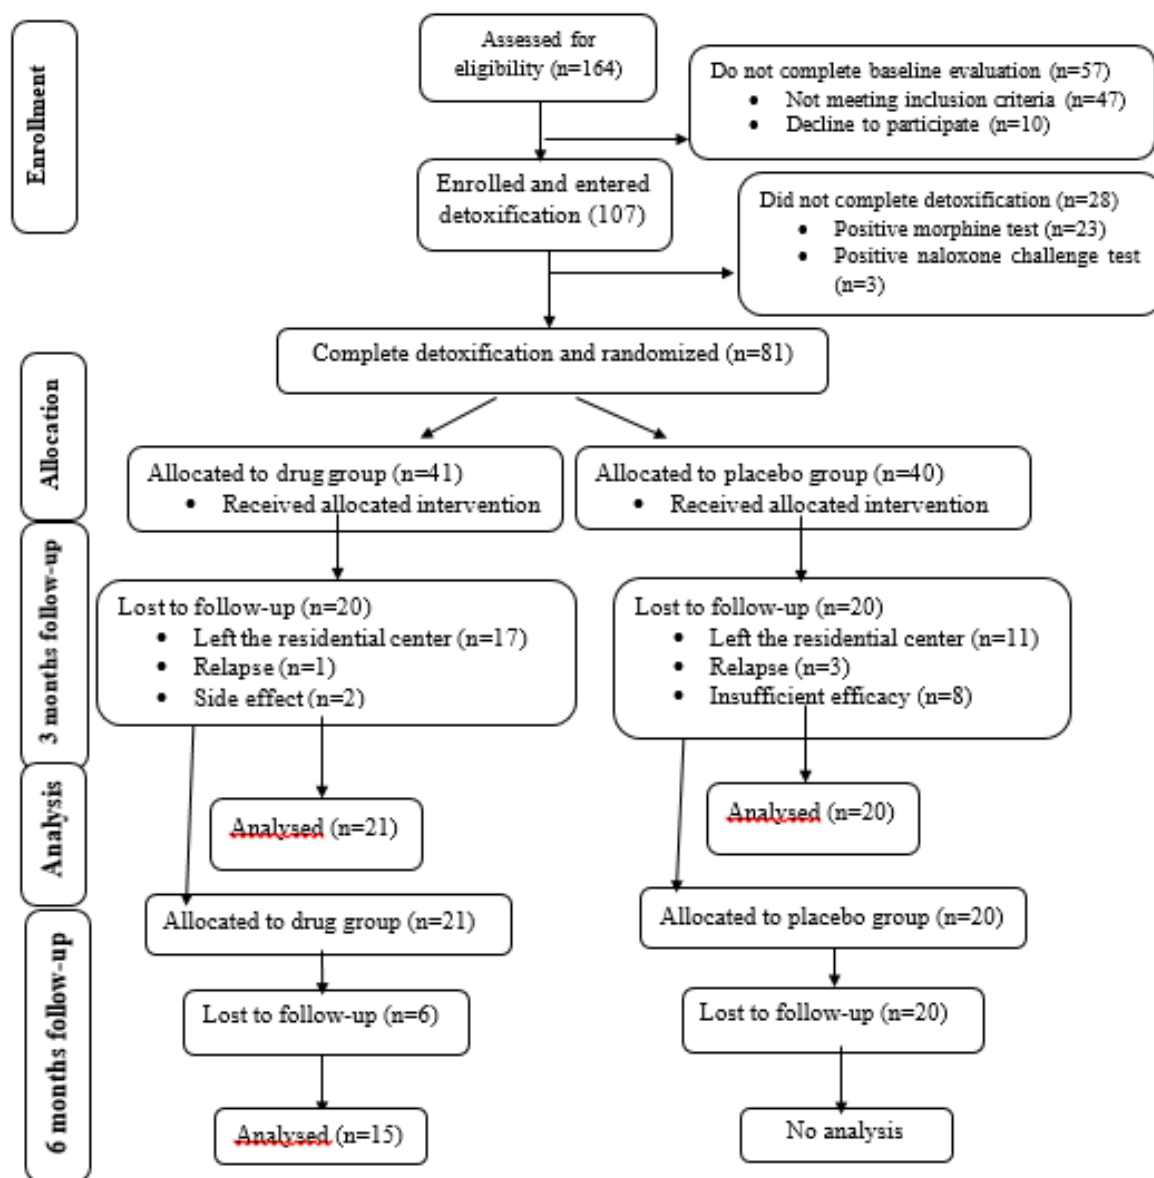 Enrollment
Assessed for
eligibility (n=164)
Do not complete baseline evaluation (n=57)
• Not meeting inclusion criteria (n=47)
• Decline to participate (n=10)
Enrolled and entered
detoxification (107)
Did not complete detoxification (n=28)
• Positive morphine test (n=23)
• Positive naloxone challenge test
(n=3)
Complete detoxification and randomized (n=81)
Allocation
Allocated to drug group (n=41)
• Received allocated intervention
Allocated to placebo group (n=40)
• Received allocated intervention
3 months follow-up
Lost to follow-up (n=20)
• Left the residential center (n=17)
• Relapse (n=1)
• Side effect (n=2)
Lost to follow-up (n=20)
• Left the residential center (n=11)
• Relapse (n=3)
• Insufficient efficacy (n=8)
Analysis
Analysed (n=21)
Analysed (n=20)
6 months follow-up
Allocated to drug group (n=21)
Allocated to placebo group (n=20)
Lost to follow-up (n=6)
Lost to follow-up (n=20)
Analysed (n=15)
No analysis